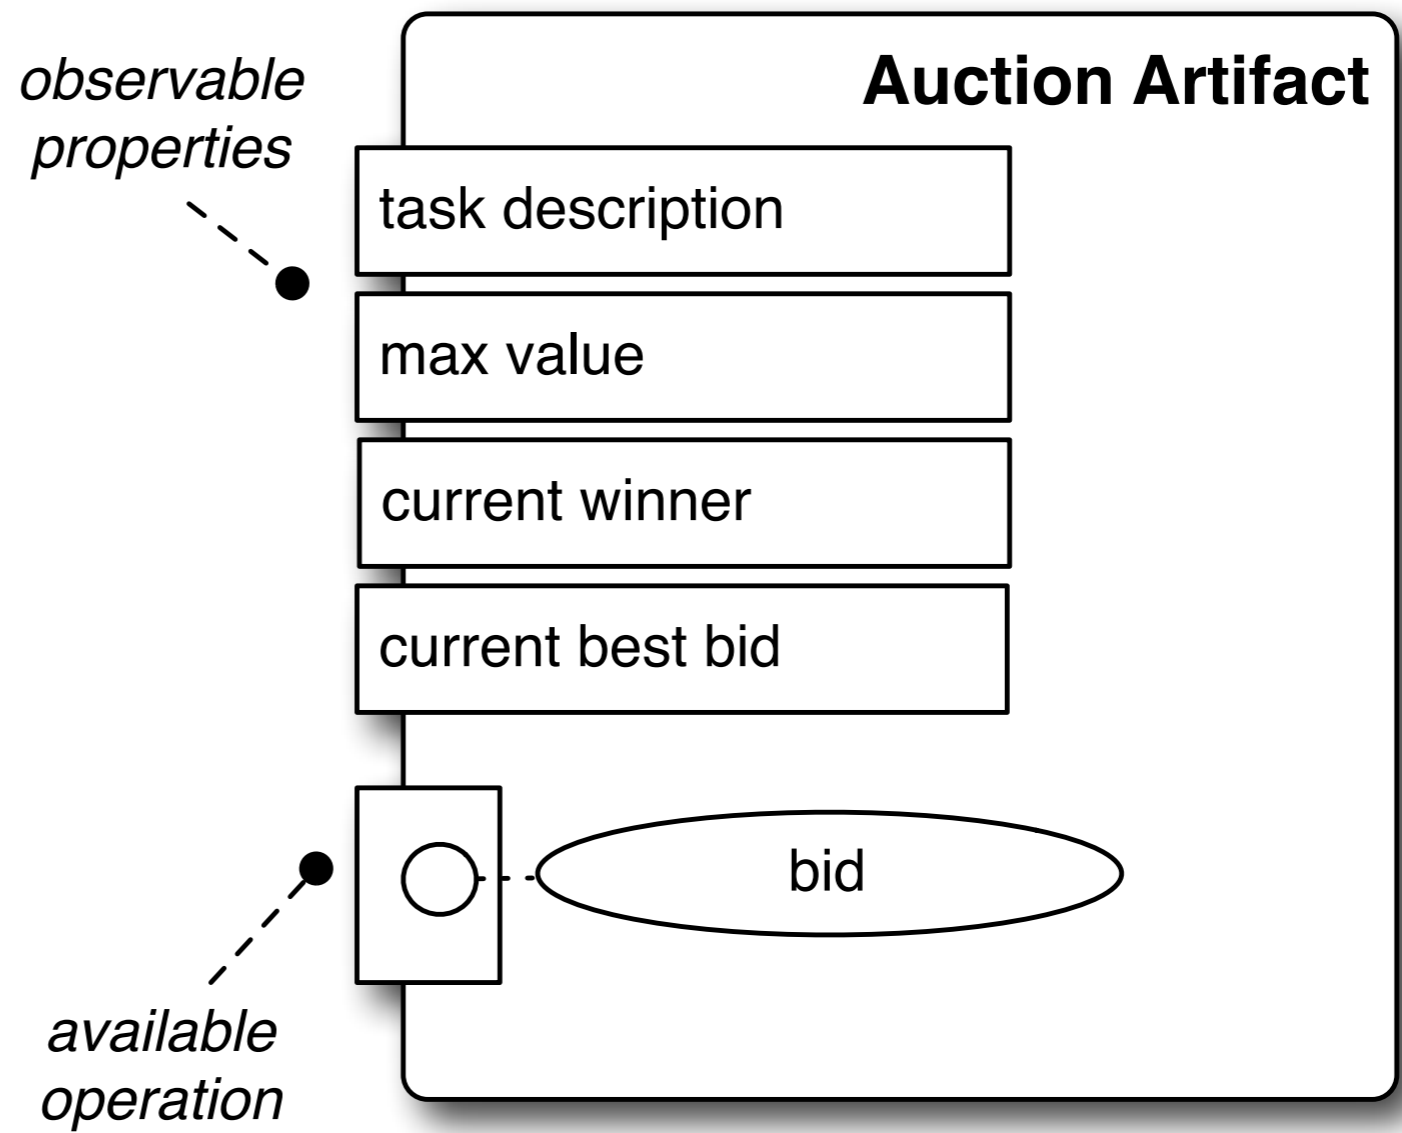 observable
properties
Auction Artifact
task description
max value
current winner
current best bid
bid
available
operation